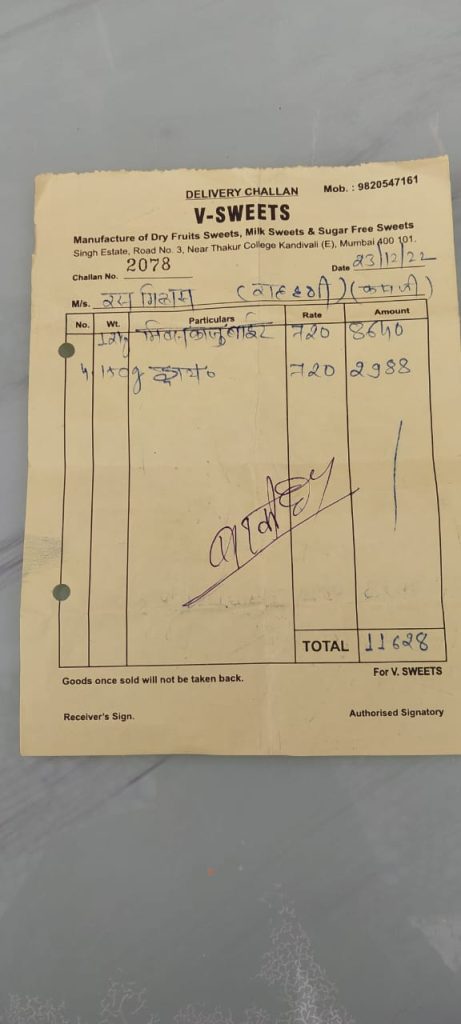 DELIVERY CHALLAN Mob. : 9820547161
V-SWEETS
Manufacture of Dry Fruits Sweets, Milk Sweets & Sugar Free Sweets
Singh Estate, Road No. 3, Near Thakur College Kandivali (E), Mumbai 400 101.
Challan No. 2078 Date 23/12/22
M/s.
No. Wt. Particulars Rate Amount
12kg 720 8640
4.150g 720 2988
TOTAL 11628
Goods once sold will not be taken back. For V. SWEETS
Receiver's Sign. Authorised Signatory